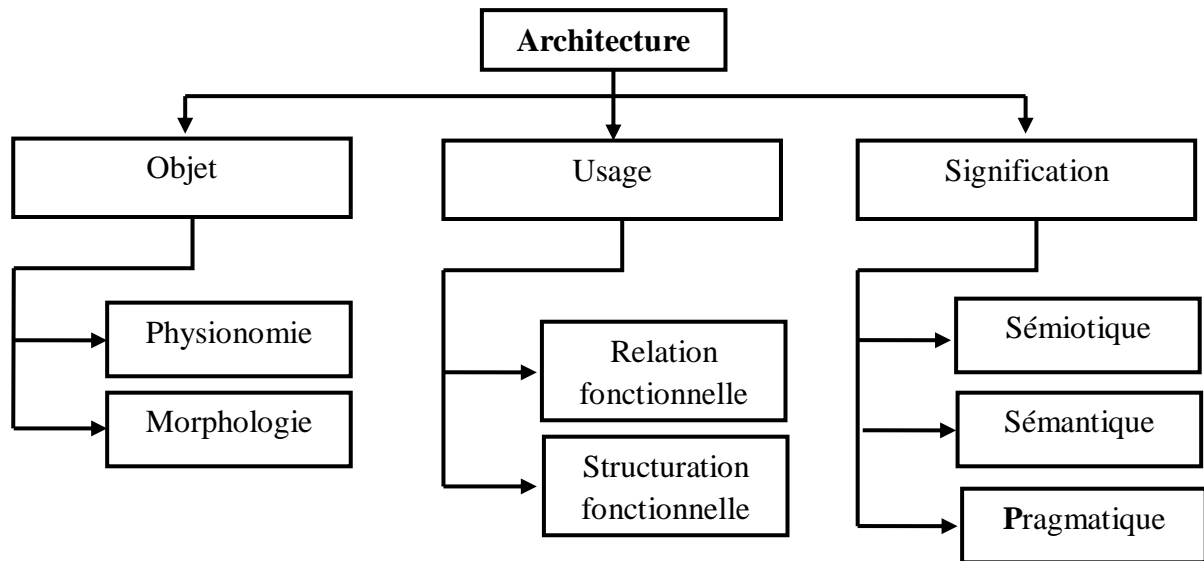 Architecture
Objet
Usage
Signification
Physionomie
Morphologie
Relation
fonctionnelle
Structuration
fonctionnelle
Sémiotique
Sémantique
Pragmatique